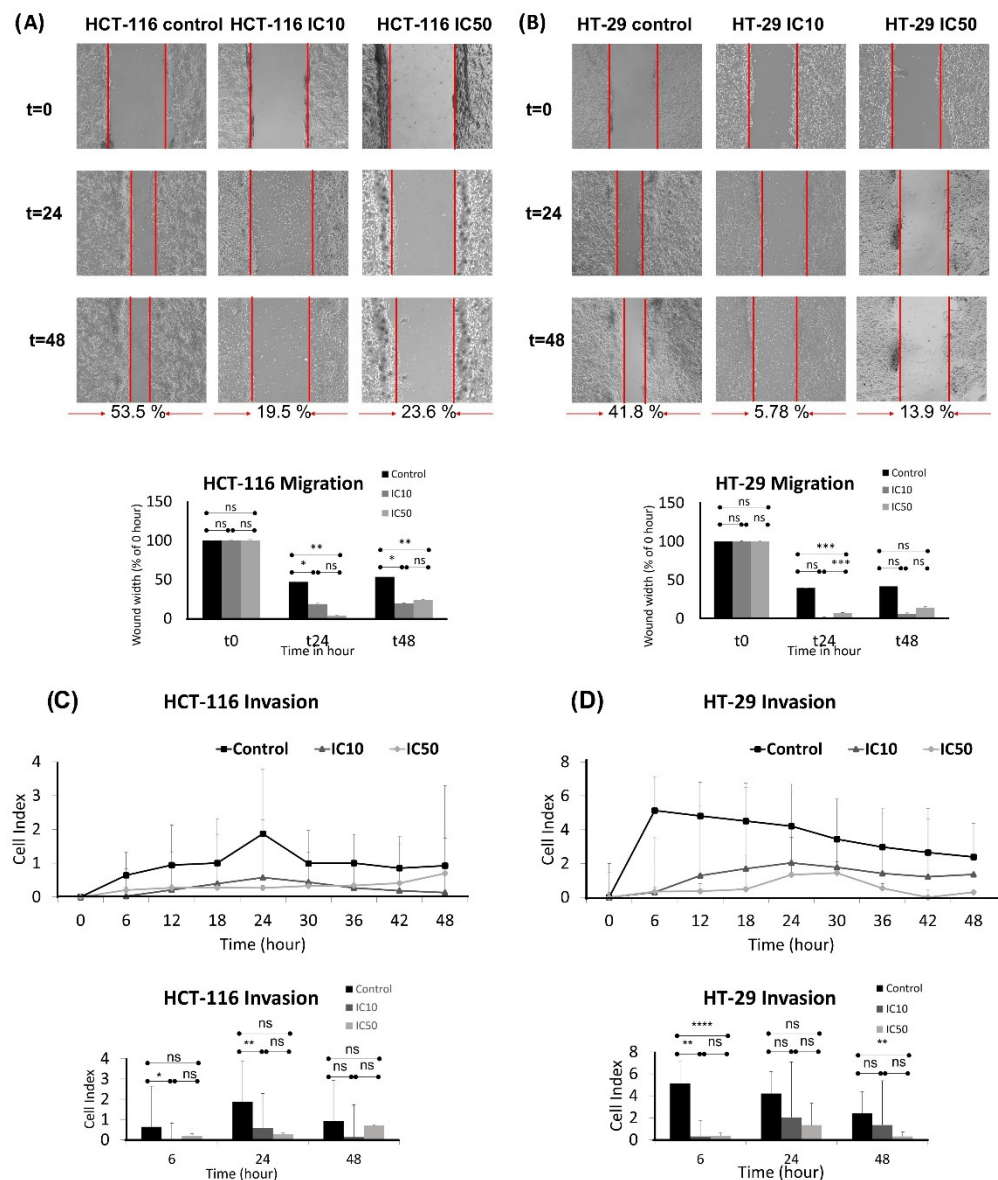 (A)
HCT-116 control HCT-116 IC10 HCT-116 IC50
t=0
t=24
t=48
53.5 % 19.5 % 23.6 %
(B)
HT-29 control HT-29 IC10 HT-29 IC50
t=0
t=24
t=48
41.8 % 5.78 % 13.9 %
HCT-116 Migration
Control
IC10
IC50
Wound width (% of 0 hour)
150
100
50
0
ns
ns ns
**
* ns
**
* ns
t0 t24 t48
Time in hour
HT-29 Migration
Control
IC10
IC50
Wound width (% of 0 hour)
150
100
50
0
ns
ns ns
***
ns ***
ns
ns ns
t0 t24 t48
Time in hour
(C)
HCT-116 Invasion
Control IC10 IC50
Cell Index
4
3
2
1
0
0 6 12 18 24 30 36 42 48
Time (hour)
(D)
HT-29 Invasion
Control IC10 IC50
Cell Index
8
6
4
2
0
0 6 12 18 24 30 36 42 48
Time (hour)
HCT-116 Invasion
Control
IC10
IC50
Cell Index
4
3
2
1
0
ns
* ns
ns
** ns
ns
ns ns
6 24 48
Time (hour)
HT-29 Invasion
Control
IC10
IC50
Cell Index
8
6
4
2
0
****
** ns
ns
ns ns
**
ns ns
6 24 48
Time (hour)